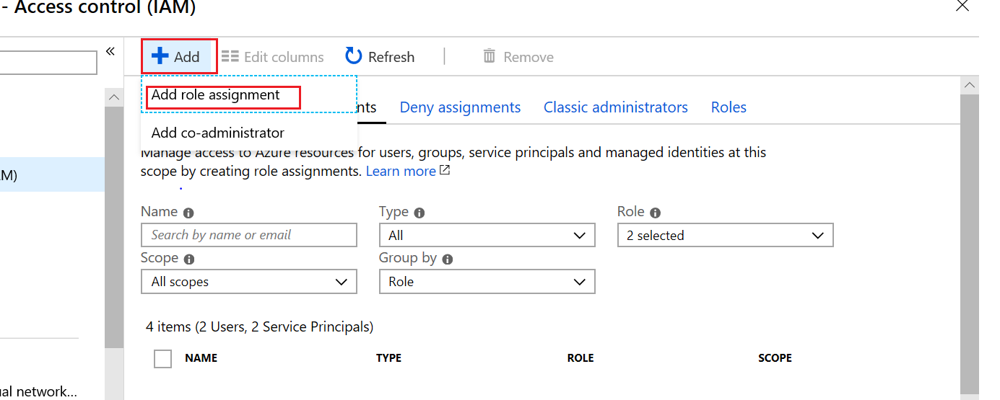 - Access control (IAM)
Add Edit columns Refresh Remove
Add role assignment
Deny assignments Classic administrators Roles
Add co-administrator
Manage access to Azure resources for users, groups, service principals and managed identities at this
scope by creating role assignments. Learn more
Name Type Role
Search by name or email All 2 selected
Scope Group by
All scopes Role
4 items (2 Users, 2 Service Principals)
NAME TYPE ROLE SCOPE
network...